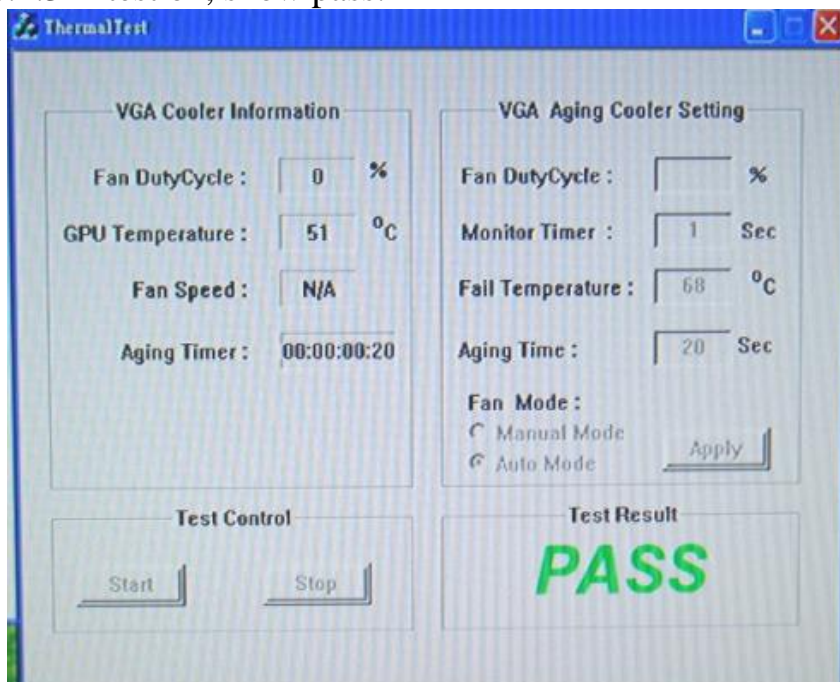 ThermalTest
VGA Cooler Information
Fan DutyCycle : 0 %
GPU Temperature : 51 °C
Fan Speed : N/A
Aging Timer : 00:00:00:20
VGA Aging Cooler Setting
Fan DutyCycle : %
Monitor Timer : 1 Sec
Fail Temperature : 68 °C
Aging Time : 20 Sec
Fan Mode :
Manual Mode
Auto Mode
Apply
Test Control
Start Stop
Test Result
PASS